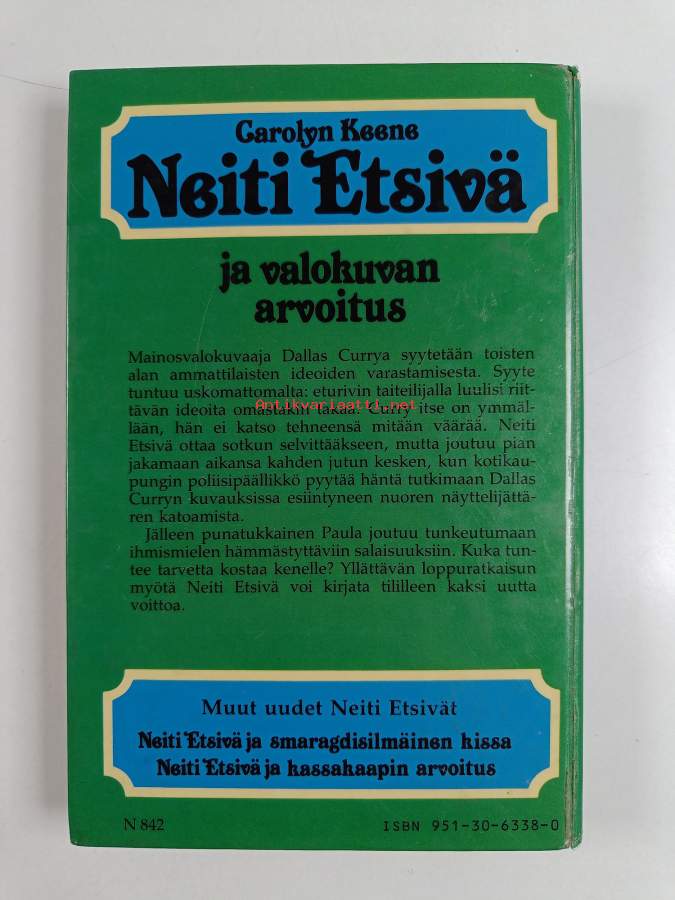 Carolyn Keene
Neiti Etsivä
ja valokuvan
arvoitus
Mainosvalokuvaaja Dallas Currya syytetään toisten
alan ammattilaisten ideoiden varastamisesta. Syyte
tuntuu uskomattomalta: eturivin taiteilijalla luulisi riit-
tävän ideoita omastakin takaa. Curry itse on ymmäl-
Antikvariaatti.net
lään, hän ei katso tehneensä mitään väärää. Neiti
Etsivä ottaa sotkun selvittääkseen, mutta joutuu pian
jakamaan aikansa kahden jutun kesken, kun kotikau-
pungin poliisipäällikkö pyytää häntä tutkimaan Dallas
Curryn kuvauksissa esiintyneen nuoren näyttelijättä-
ren katoamista.
Jälleen punatukkainen Paula joutuu tunkeutumaan
ihmismielen hämmästyttäviin salaisuuksiin. Kuka tun-
tee tarvetta kostaa kenelle? Yllättävän loppuratkaisun
myötä Neiti Etsivä voi kirjata tililleen kaksi uutta
voittoa.
Muut uudet Neiti Etsivät
Neiti Etsivä ja smaragdisilmäinen kissa
Neiti Etsivä ja kassakaapin arvoitus
N 842
ISBN 951-30-6338-0